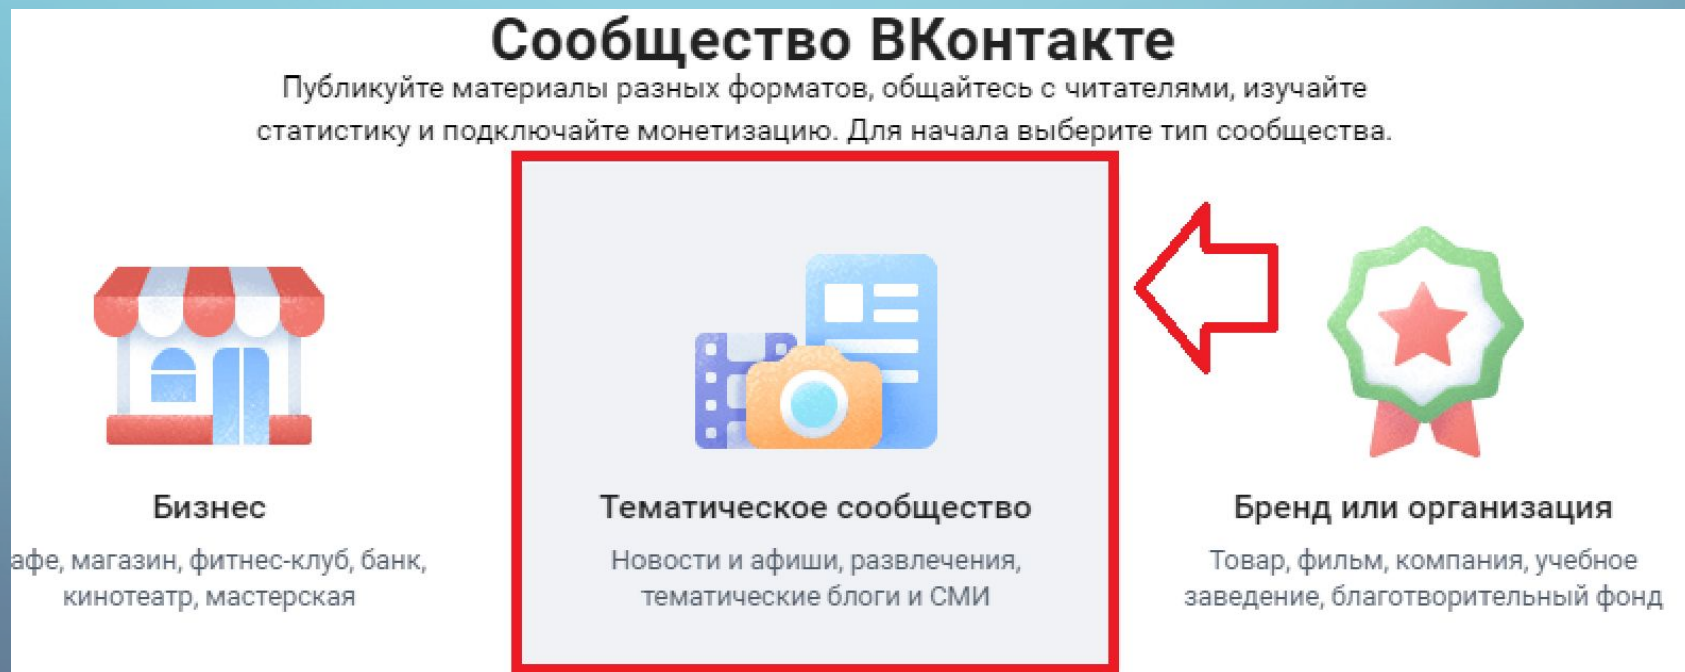 Сообщество ВКонтакте
Публикуйте материалы разных форматов, общайтесь с читателями, изучайте
статистику и подключайте монетизацию. Для начала выберите тип сообщества.
Бизнес
афе, магазин, фитнес-клуб, банк,
кинотеатр, мастерская
Тематическое сообщество
Новости и афиши, развлечения,
тематические блоги и СМИ
Бренд или организация
Товар, фильм, компания, учебное
заведение, благотворительный фонд